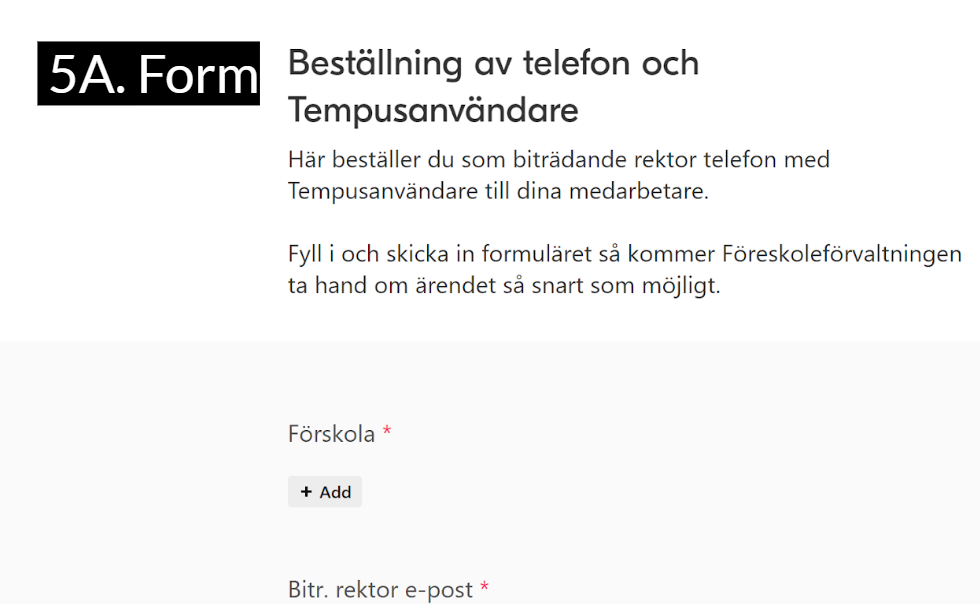 5A. Form
Beställning av telefon och
Tempusanvändare
Här beställer du som biträdande rektor telefon med
Tempusanvändare till dina medarbetare.
Fyll i och skicka in formuläret så kommer Föreskoleförvaltningen
ta hand om ärendet så snart som möjligt.
Förskola *
+ Add
Bitr. rektor e-post *